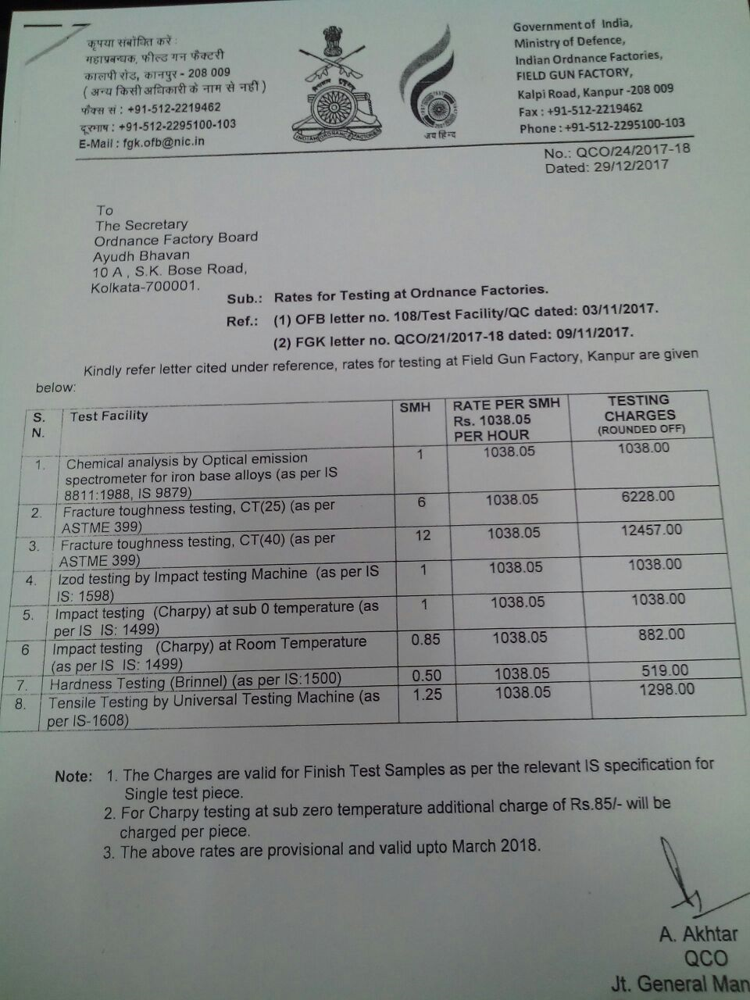 कृपया संबोधित करें :
महाप्रबन्धक, फील्ड गन फैक्टरी
कालपी रोड, कानपुर - 208 009
( अन्य किसी अधिकारी के नाम से नहीं )
फैक्स सं : +91-512-2219462
दूरभाष : +91-512-2295100-103
E-Mail : fgk.ofb@nic.in
INDIAN ORDNANCE FACTORIES
जय हिन्द
Government of India,
Ministry of Defence,
Indian Ordnance Factories,
FIELD GUN FACTORY,
Kalpi Road, Kanpur -208 009
Fax : +91-512-2219462
Phone : +91-512-2295100-103
No.: QCO/24/2017-18
Dated: 29/12/2017
To
The Secretary
Ordnance Factory Board
Ayudh Bhavan
10 A , S.K. Bose Road,
Kolkata-700001.
Sub.: Rates for Testing at Ordnance Factories.
Ref.: (1) OFB letter no. 108/Test Facility/QC dated: 03/11/2017.
(2) FGK letter no. QCO/21/2017-18 dated: 09/11/2017.
Kindly refer letter cited under reference, rates for testing at Field Gun Factory, Kanpur are given
below:
S. N. Test Facility SMH RATE PER SMH Rs. 1038.05 PER HOUR TESTING CHARGES (ROUNDED OFF)
1. Chemical analysis by Optical emission 1 1038.05 1038.00
spectrometer for iron base alloys (as per IS
8811:1988, IS 9879)
2. Fracture toughness testing, CT(25) (as per 6 1038.05 6228.00
ASTME 399)
3. Fracture toughness testing, CT(40) (as per 12 1038.05 12457.00
ASTME 399)
4. Izod testing by Impact testing Machine (as per IS 1 1038.05 1038.00
IS: 1598)
5. Impact testing (Charpy) at sub 0 temperature (as 1 1038.05 1038.00
per IS IS: 1499)
6 Impact testing (Charpy) at Room Temperature 0.85 1038.05 882.00
(as per IS IS: 1499)
7. Hardness Testing (Brinnel) (as per IS:1500) 0.50 1038.05 519.00
8. Tensile Testing by Universal Testing Machine (as 1.25 1038.05 1298.00
per IS-1608)
Note: 1. The Charges are valid for Finish Test Samples as per the relevant IS specification for
Single test piece.
2. For Charpy testing at sub zero temperature additional charge of Rs.85/- will be
charged per piece.
3. The above rates are provisional and valid upto March 2018.
A. Akhtar
QCO
Jt. General Man